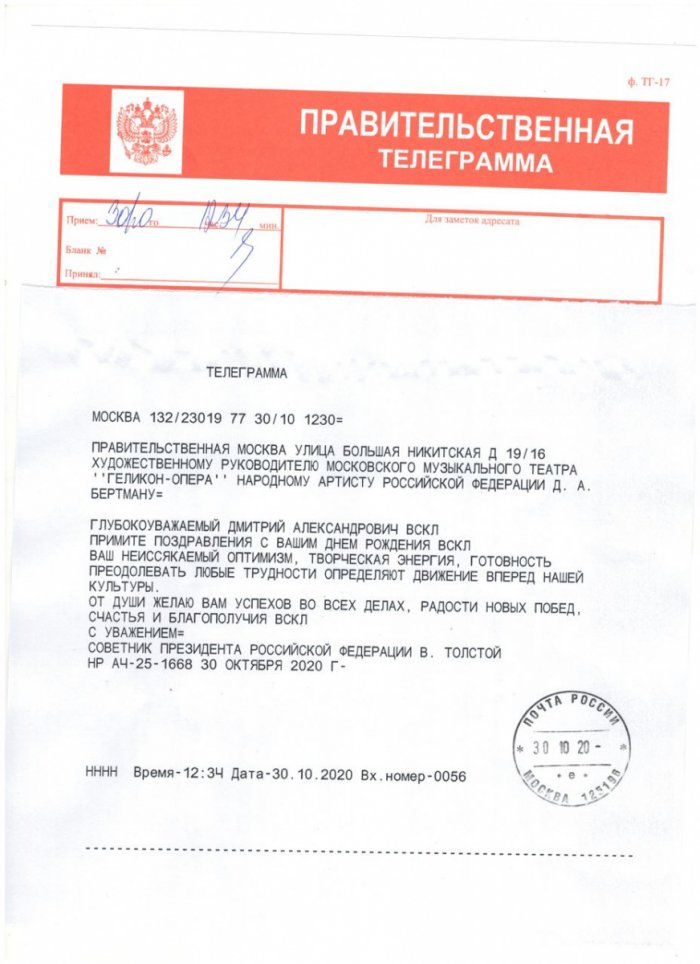 ф. ТГ-17
ПРАВИТЕЛЬСТВЕННАЯ
ТЕЛЕГРАММА
Прием: 30/10 го 12 34 мин.
Для заметок адресата
Бланк №
Принял:
ТЕЛЕГРАММА
МОСКВА 132/23019 77 30/10 1230=
ПРАВИТЕЛЬСТВЕННАЯ МОСКВА УЛИЦА БОЛЬШАЯ НИКИТСКАЯ Д 19/16
ХУДОЖЕСТВЕННОМУ РУКОВОДИТЕЛЮ МОСКОВСКОГО МУЗЫКАЛЬНОГО ТЕАТРА
''ГЕЛИКОН-ОПЕРА'' НАРОДНОМУ АРТИСТУ РОССИЙСКОЙ ФЕДЕРАЦИИ Д. А.
БЕРТМАНУ=
ГЛУБОКОУВАЖАЕМЫЙ ДМИТРИЙ АЛЕКСАНДРОВИЧ ВСКЛ
ПРИМИТЕ ПОЗДРАВЛЕНИЯ С ВАШИМ ДНЕМ РОЖДЕНИЯ ВСКЛ
ВАШ НЕИССЯКАЕМЫЙ ОПТИМИЗМ, ТВОРЧЕСКАЯ ЭНЕРГИЯ, ГОТОВНОСТЬ
ПРЕОДОЛЕВАТЬ ЛЮБЫЕ ТРУДНОСТИ ОПРЕДЕЛЯЮТ ДВИЖЕНИЕ ВПЕРЕД НАШЕЙ
КУЛЬТУРЫ.
ОТ ДУШИ ЖЕЛАЮ ВАМ УСПЕХОВ ВО ВСЕХ ДЕЛАХ, РАДОСТИ НОВЫХ ПОБЕД,
СЧАСТЬЯ И БЛАГОПОЛУЧИЯ ВСКЛ
С УВАЖЕНИЕМ=
СОВЕТНИК ПРЕЗИДЕНТА РОССИЙСКОЙ ФЕДЕРАЦИИ В. ТОЛСТОЙ
НР АЧ-25-1668 30 ОКТЯБРЯ 2020 Г-
ПОЧТА РОССИИ
* 30 10 20 - *
• е •
МОСКВА 125196
НННН Время-12:34 Дата-30.10.2020 Вх.номер-0056